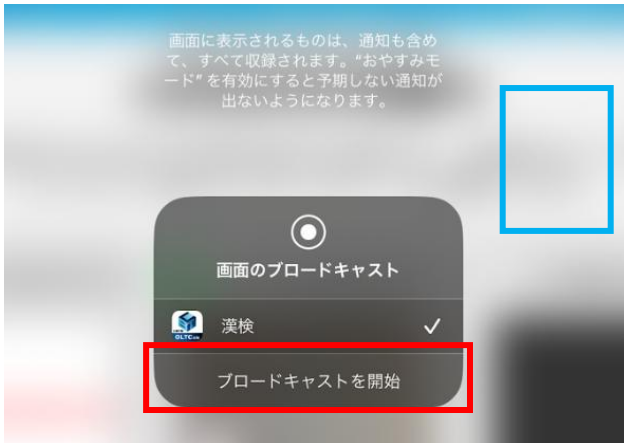 画面に表示されるものは、通知も含め
て、すべて収録されます。“おやすみモ
ード” を有効にすると予期しない通知が
出ないようになります。
画面のブロードキャスト
漢検
ブロードキャストを開始